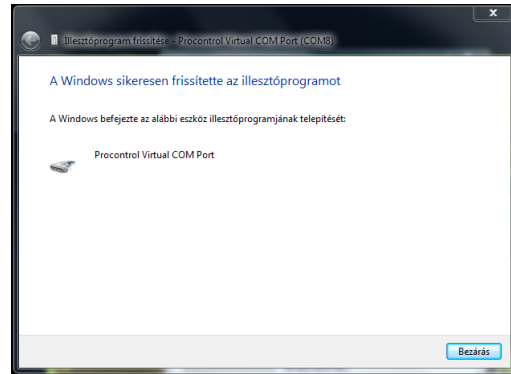 Illesztőprogram frissítése - Procontrol Virtual COM Port (COM8)
A Windows sikeresen frissítette az illesztőprogramot
A Windows befejezte az alábbi eszköz illesztőprogramjának telepítését:
Procontrol Virtual COM Port
Bezárás